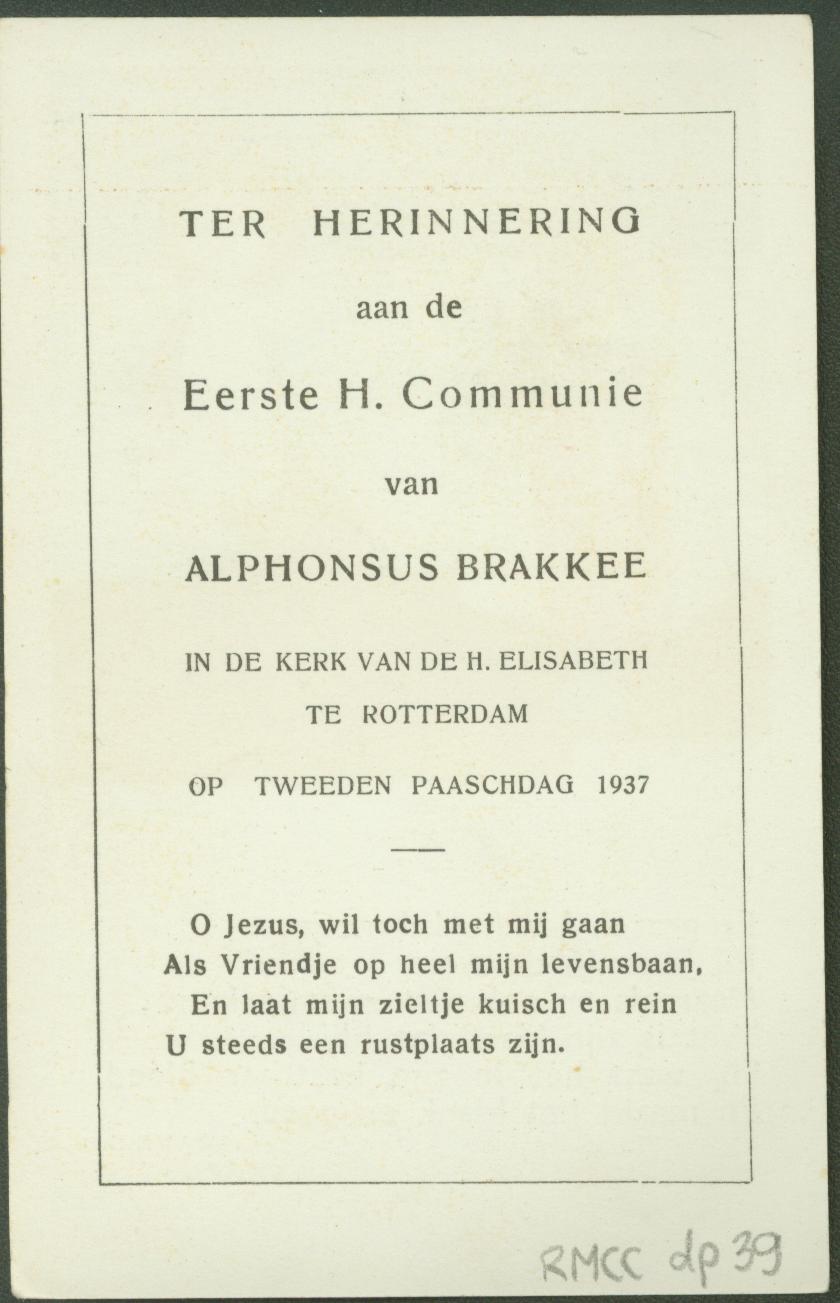 TER HERINNERING
aan de
Eerste H. Communie
van
ALPHONSUS BRAKKEE
IN DE KERK VAN DE H. ELISABETH
TE ROTTERDAM
OP TWEEDEN PAASCHDAG 1937
O Jezus, wil toch met mij gaan
Als Vriendje op heel mijn levensbaan,
En laat mijn zieltje kuisch en rein
U steeds een rustplaats zijn.
RMCC dp 39